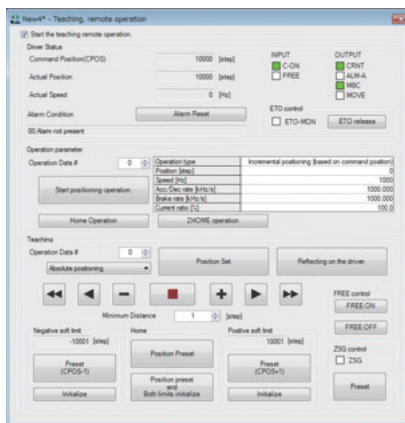 New4* - Teaching, remote operation
Start the teaching remote operation.
Driver Status
Command Position(CPOS) 10000 [step]
Actual Position 10000 [step]
Actual Speed 0 [Hz]
Alarm Condition Alarm Reset
00:Alarm not present
INPUT
C-ON
FREE
OUTPUT
CRNT
ALM-A
MBC
MOVE
ETO control
ETO-MON ETO release
Operation parameter
Operation Data # 0
Start positioning operation.
Operation type Incremental positioning (based on command position)
Position [step] 0
Speed [Hz] 1000
Acc/Dec rate [kHz/s] 1000.000
Brake rate [kHz/s] 1000.000
Current ratio [%] 100.0
Home Operation ZHOME operation
Teaching
Operation Data # 0
Absolute positioning
Position Set Reflecting on the driver.
Minimum Distance 1 [step]
FREE control
FREE:ON
FREE:OFF
Negative soft limit
-10001 [step]
Preset
(CPOS-1)
Initialize
Home
Position Preset
Position preset
and
Both limits initialize
Positive soft limit
10001 [step]
Preset
(CPOS+1)
Initialize
ZSG control
ZSG
Preset